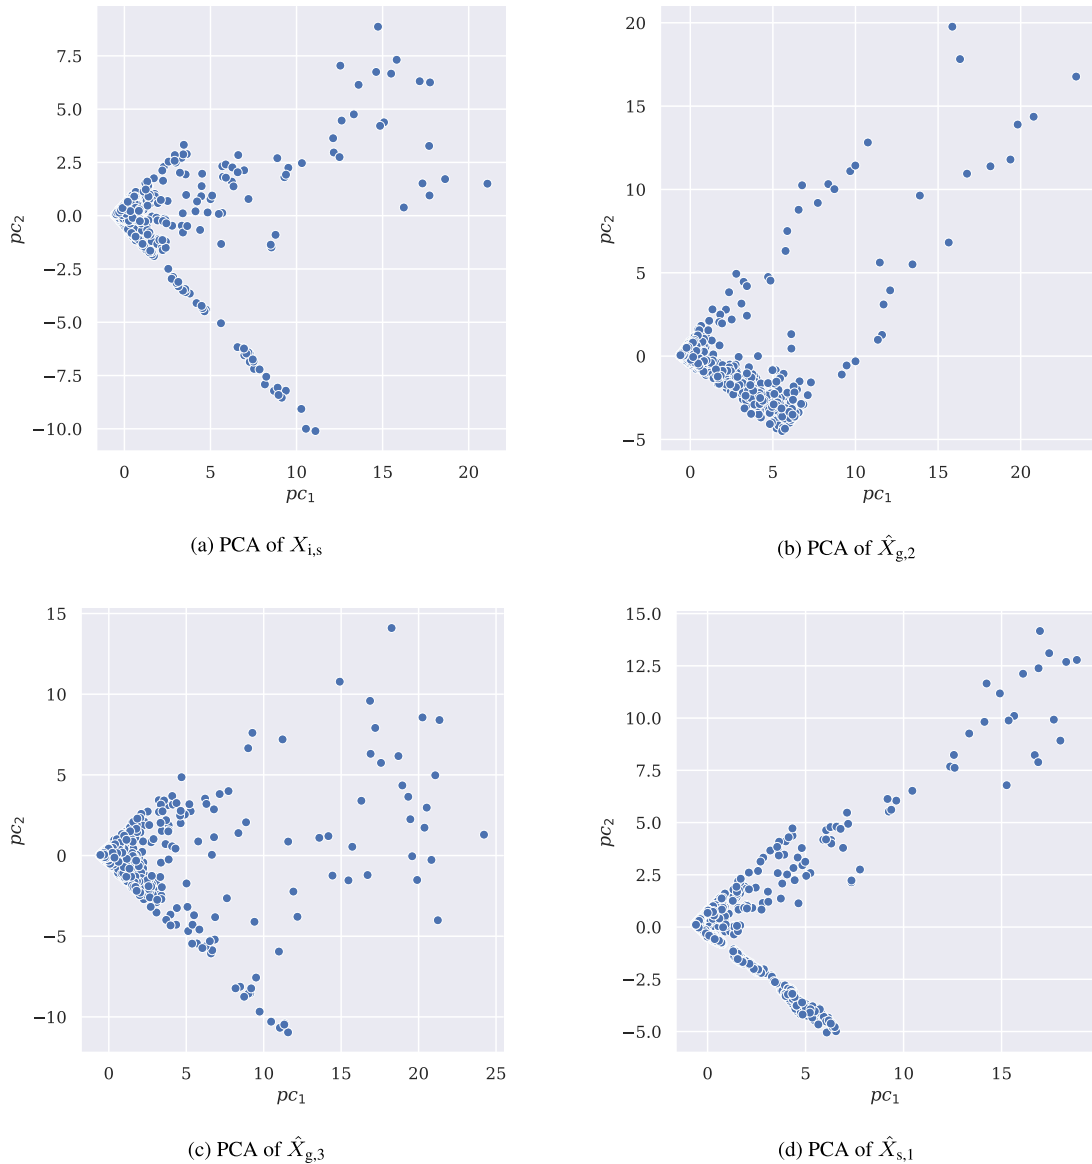 7.5
5.0
2.5
0.0
−2.5
−5.0
−7.5
−10.0
pc₂
0 5 10 15 20
pc₁
(a) PCA of X_{i,s}
20
15
10
5
0
−5
pc₂
0 5 10 15 20
pc₁
(b) PCA of X̂_{g,2}
15
10
5
0
−5
−10
pc₂
0 5 10 15 20 25
pc₁
(c) PCA of X̂_{g,3}
15.0
12.5
10.0
7.5
5.0
2.5
0.0
−2.5
−5.0
pc₂
0 5 10 15
pc₁
(d) PCA of X̂_{s,1}